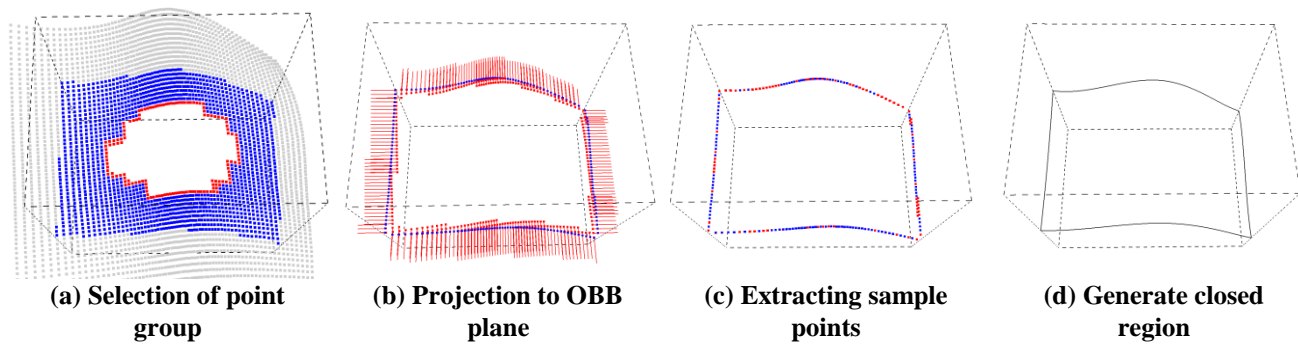 (a) Selection of point
group
(b) Projection to OBB
plane
(c) Extracting sample
points
(d) Generate closed
region